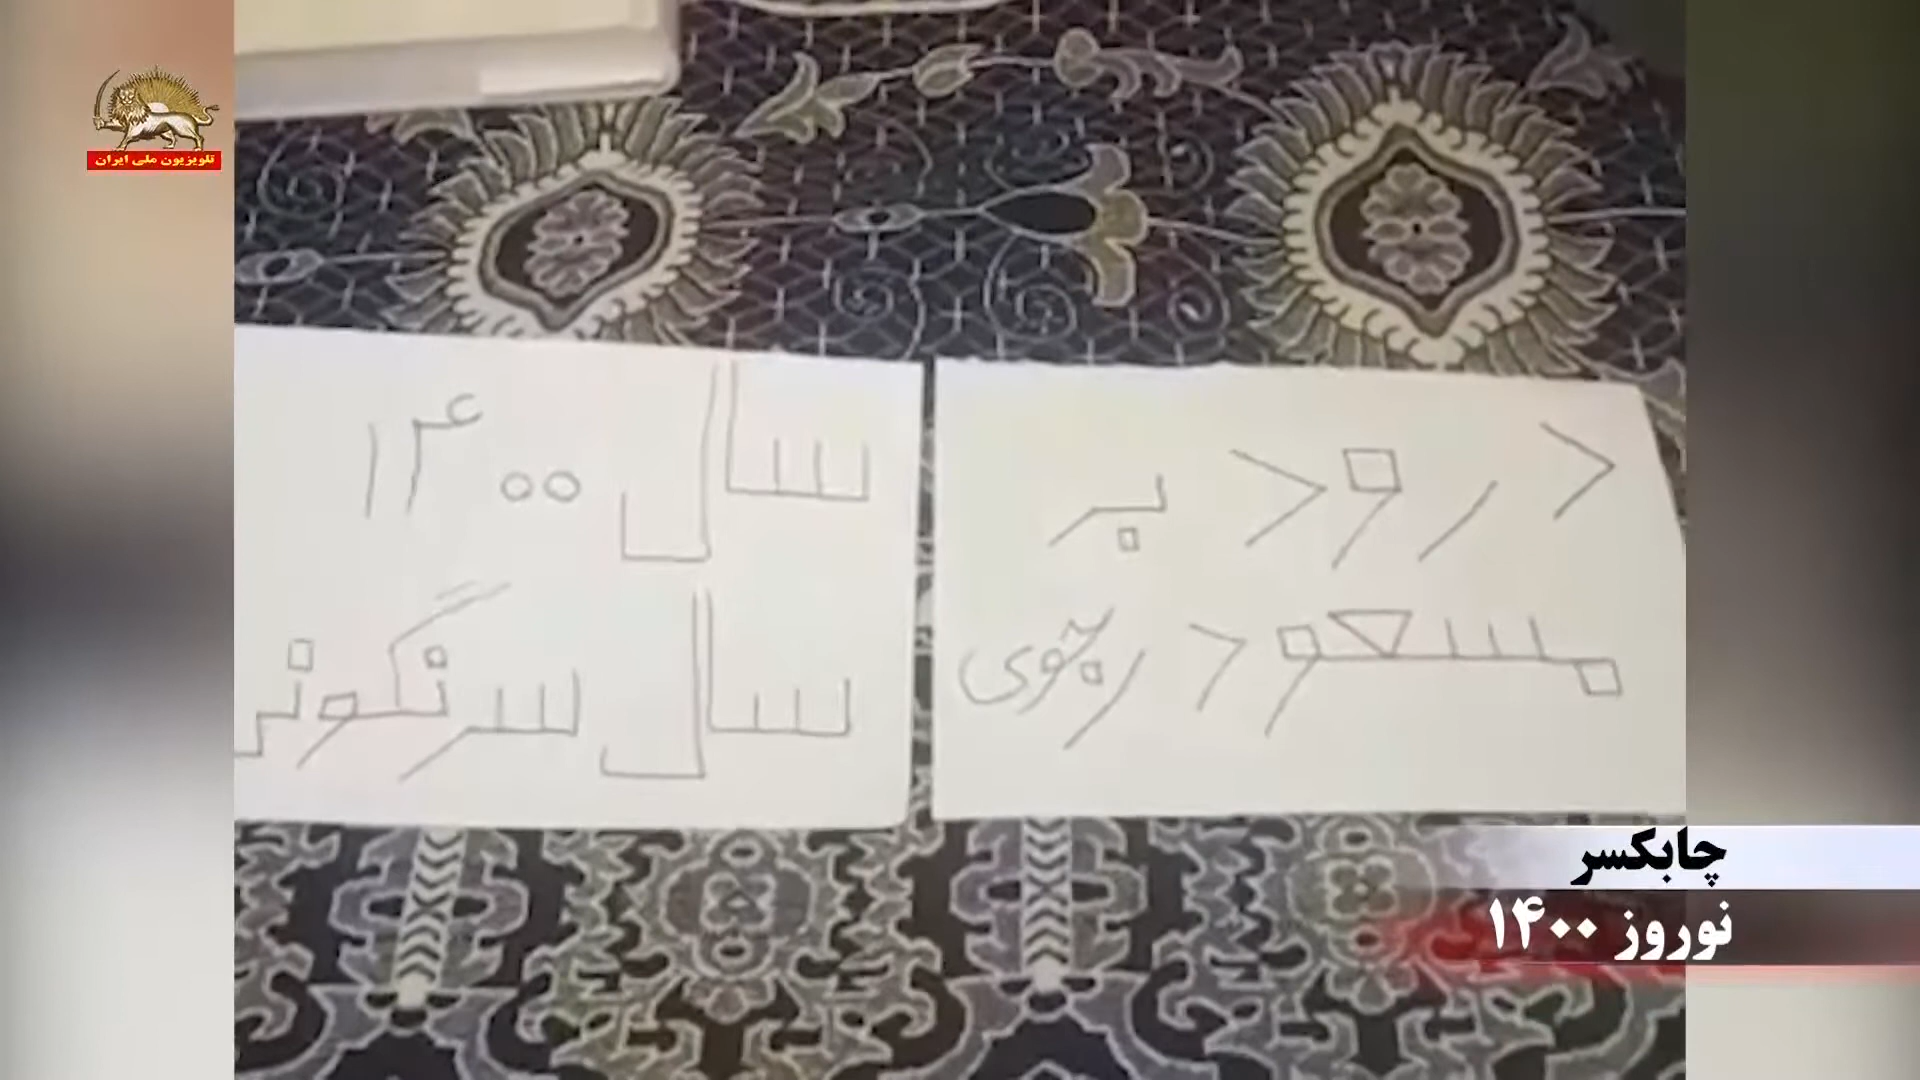 تلویزیون ملی ایران
درود بر
مسعود رجوی
سال ۱۴۰۰
سال سرنگونی
چابکسر
نوروز ۱۴۰۰